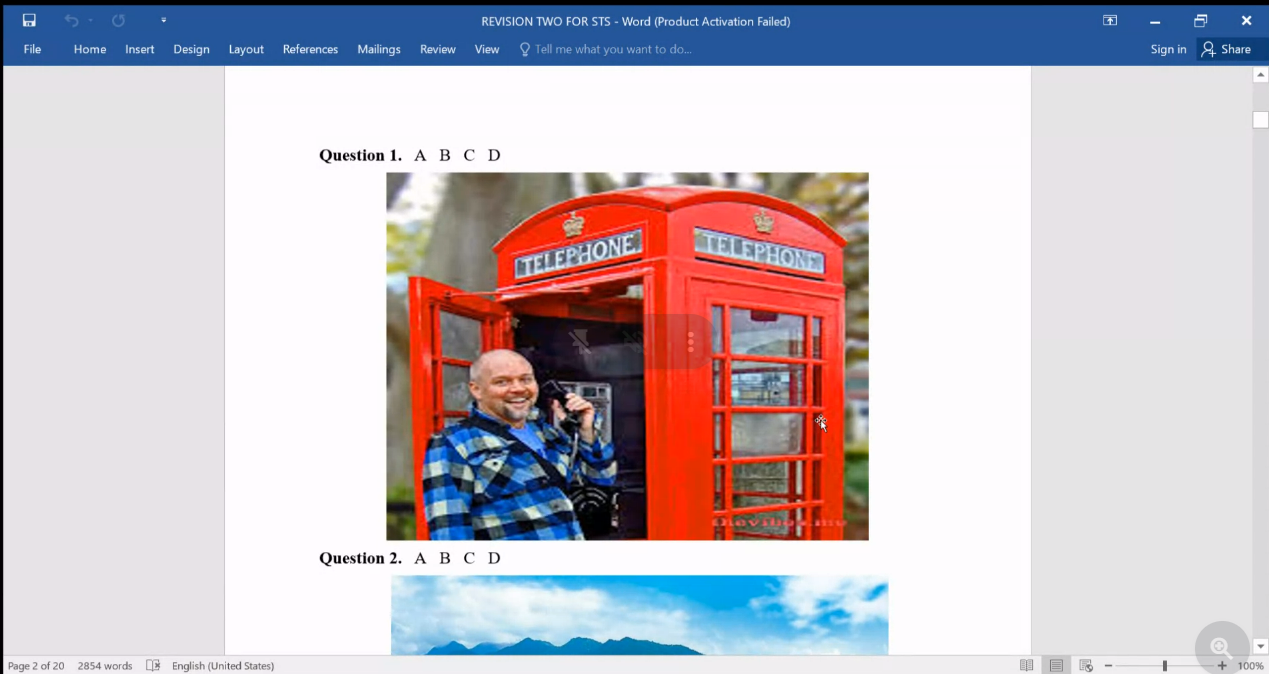 REVISION TWO FOR STS - Word (Product Activation Failed)
File Home Insert Design Layout References Mailings Review View Tell me what you want to do... Sign in Share
Question 1. A B C D
TELEPHONE TELEPHONE
Question 2. A B C D
Page 2 of 20 2854 words English (United States) 100%